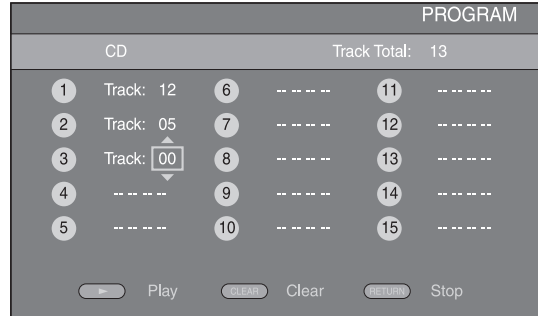 PROGRAM
CD Track Total: 13
1 Track: 12 6 -- -- -- -- 11 -- -- -- --
2 Track: 05 7 -- -- -- -- 12 -- -- -- --
3 Track: 00 8 -- -- -- -- 13 -- -- -- --
4 -- -- -- -- 9 -- -- -- -- 14 -- -- -- --
5 -- -- -- -- 10 -- -- -- -- 15 -- -- -- --
Play CLEAR Clear RETURN Stop